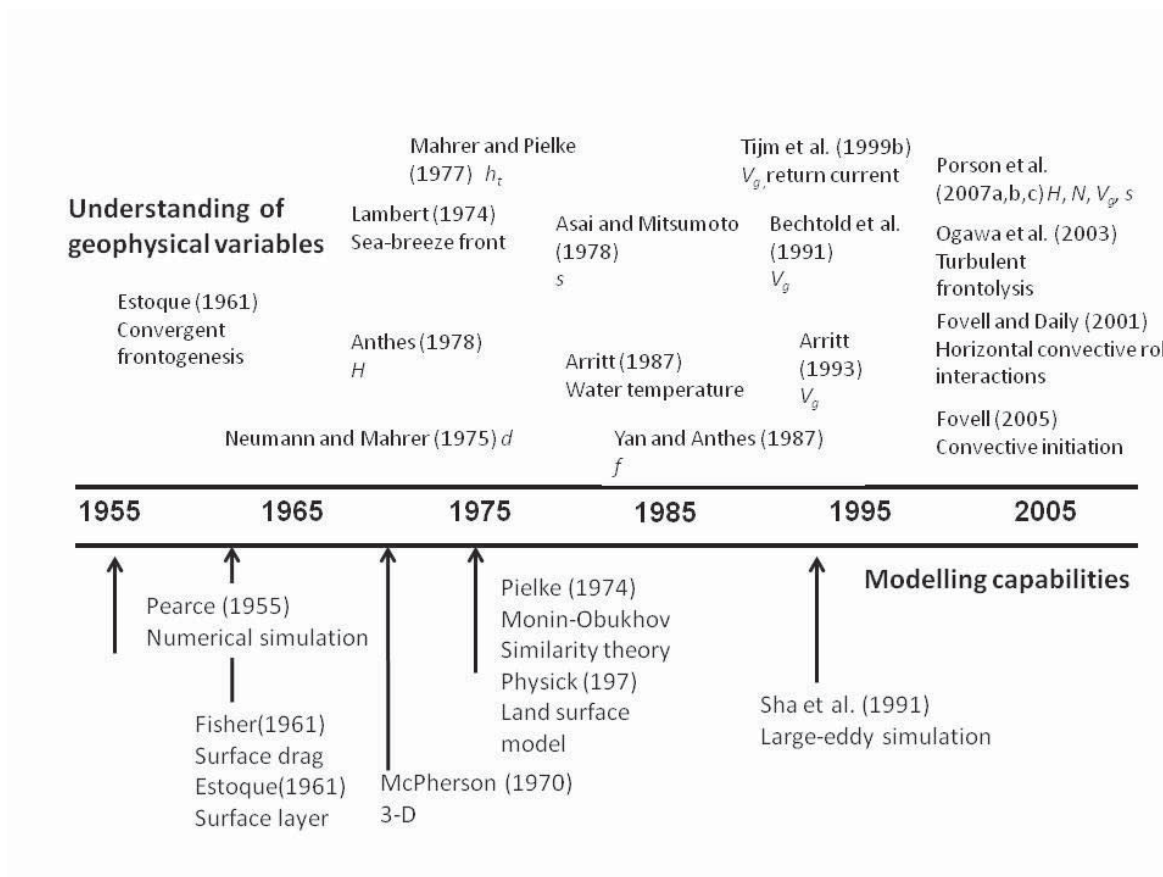 Mahrer and Pielke
(1977) hₜ
Tijm et al. (1999b)
V_g, return current
Porson et al.
(2007a,b,c) H, N, V_g, s
Understanding of
geophysical variables
Lambert (1974)
Sea-breeze front
Asai and Mitsumoto
(1978)
s
Bechtold et al.
(1991)
V_g
Ogawa et al. (2003)
Turbulent
frontolysis
Estoque (1961)
Convergent
frontogenesis
Anthes (1978)
H
Arritt (1987)
Water temperature
Arritt
(1993)
V_g
Fovell and Daily (2001)
Horizontal convective rol
interactions
Neumann and Mahrer (1975) d
Yan and Anthes (1987)
f
Fovell (2005)
Convective initiation
1955 1965 1975 1985 1995 2005
Modelling capabilities
Pearce (1955)
Numerical simulation
Pielke (1974)
Monin-Obukhov
Similarity theory
Physick (197)
Land surface
model
Fisher(1961)
Surface drag
Estoque(1961)
Surface layer
McPherson (1970)
3-D
Sha et al. (1991)
Large-eddy simulation